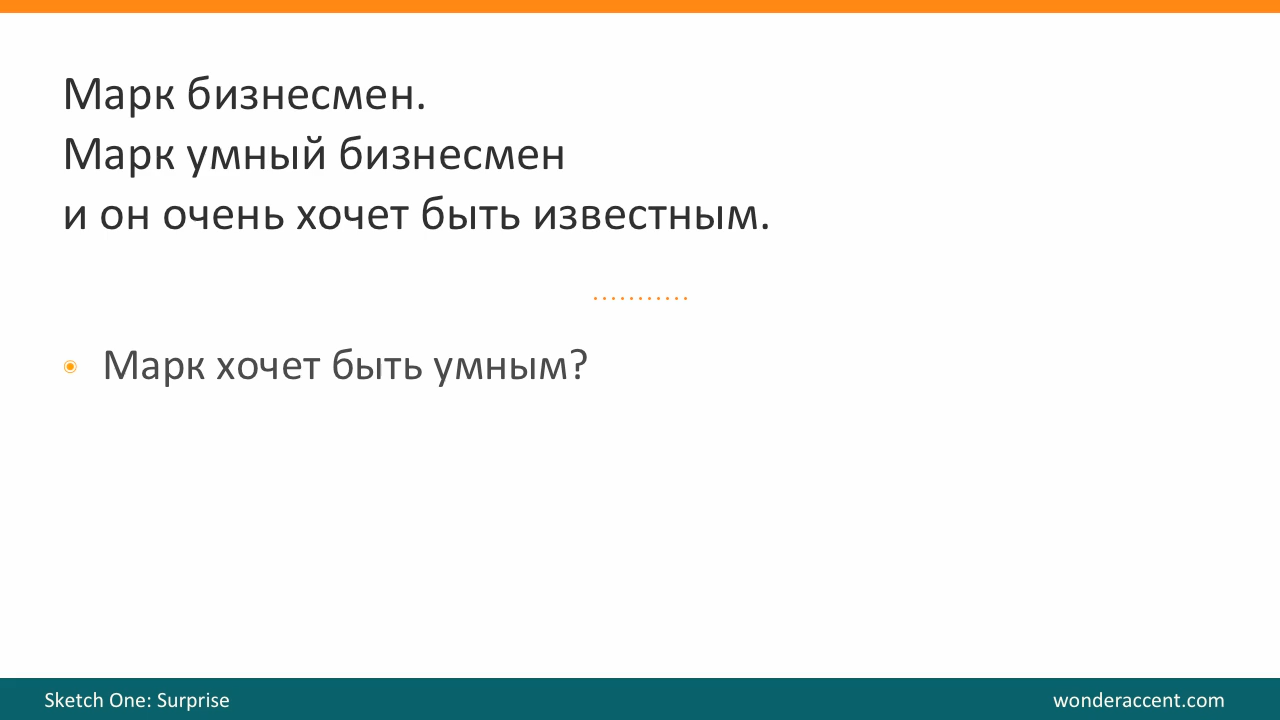 Марк бизнесмен.
Марк умный бизнесмен
и он очень хочет быть известным.
...........
Марк хочет быть умным?
Sketch One: Surprise
wonderaccent.com